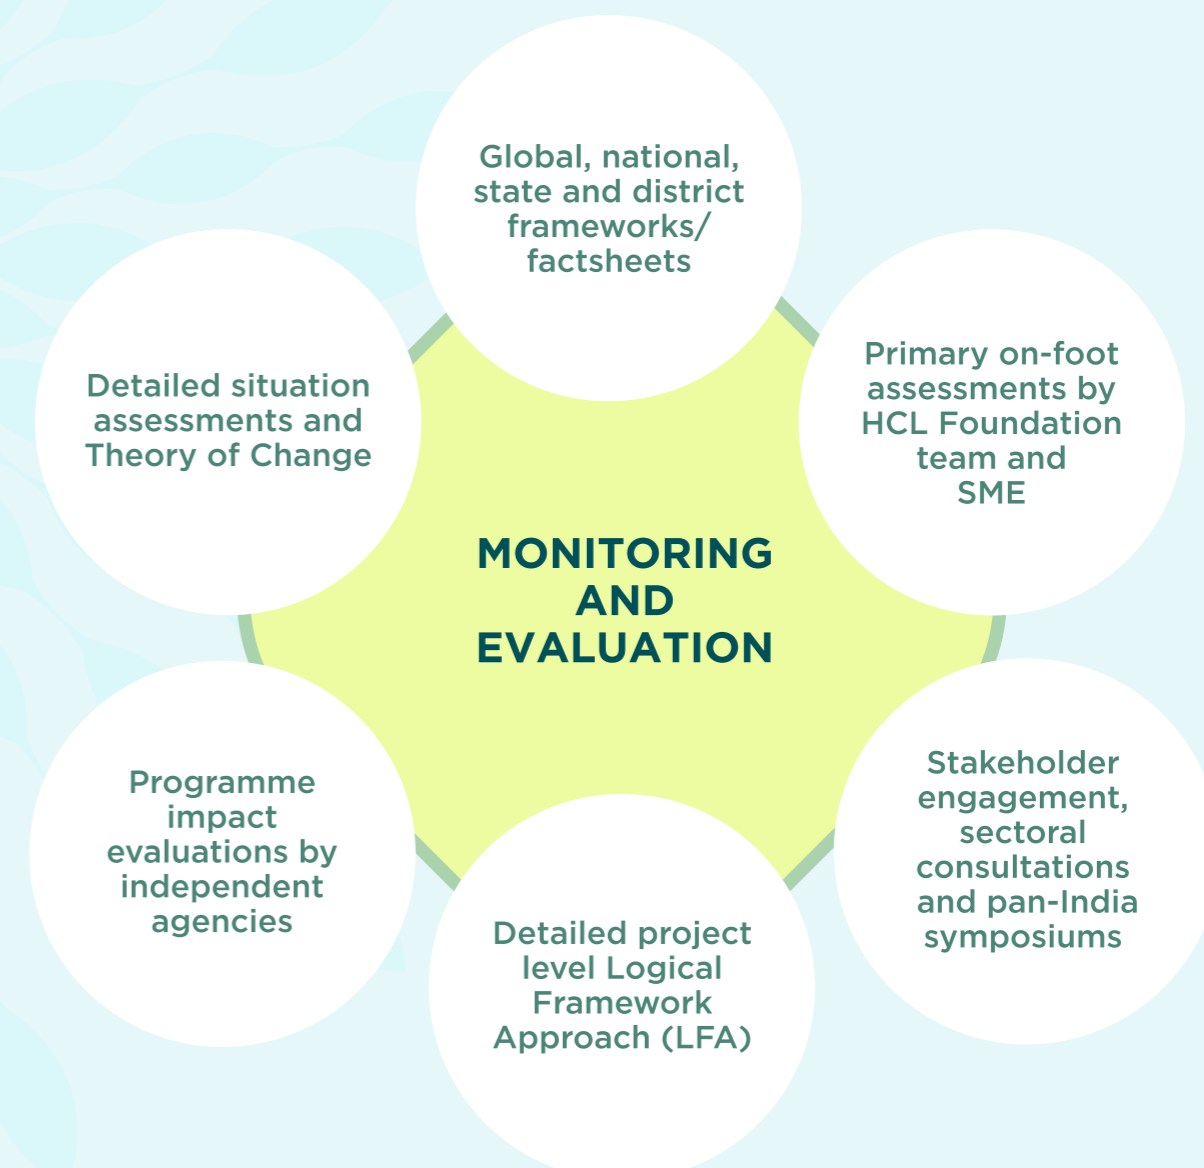 Global, national,
state and district
frameworks/
factsheets
Primary on-foot
assessments by
HCL Foundation
team and
SME
Detailed situation
assessments and
Theory of Change
MONITORING
AND
EVALUATION
Stakeholder
engagement,
sectoral
consultations
and pan-India
symposiums
Programme
impact
evaluations by
independent
agencies
Detailed project
level Logical
Framework
Approach (LFA)